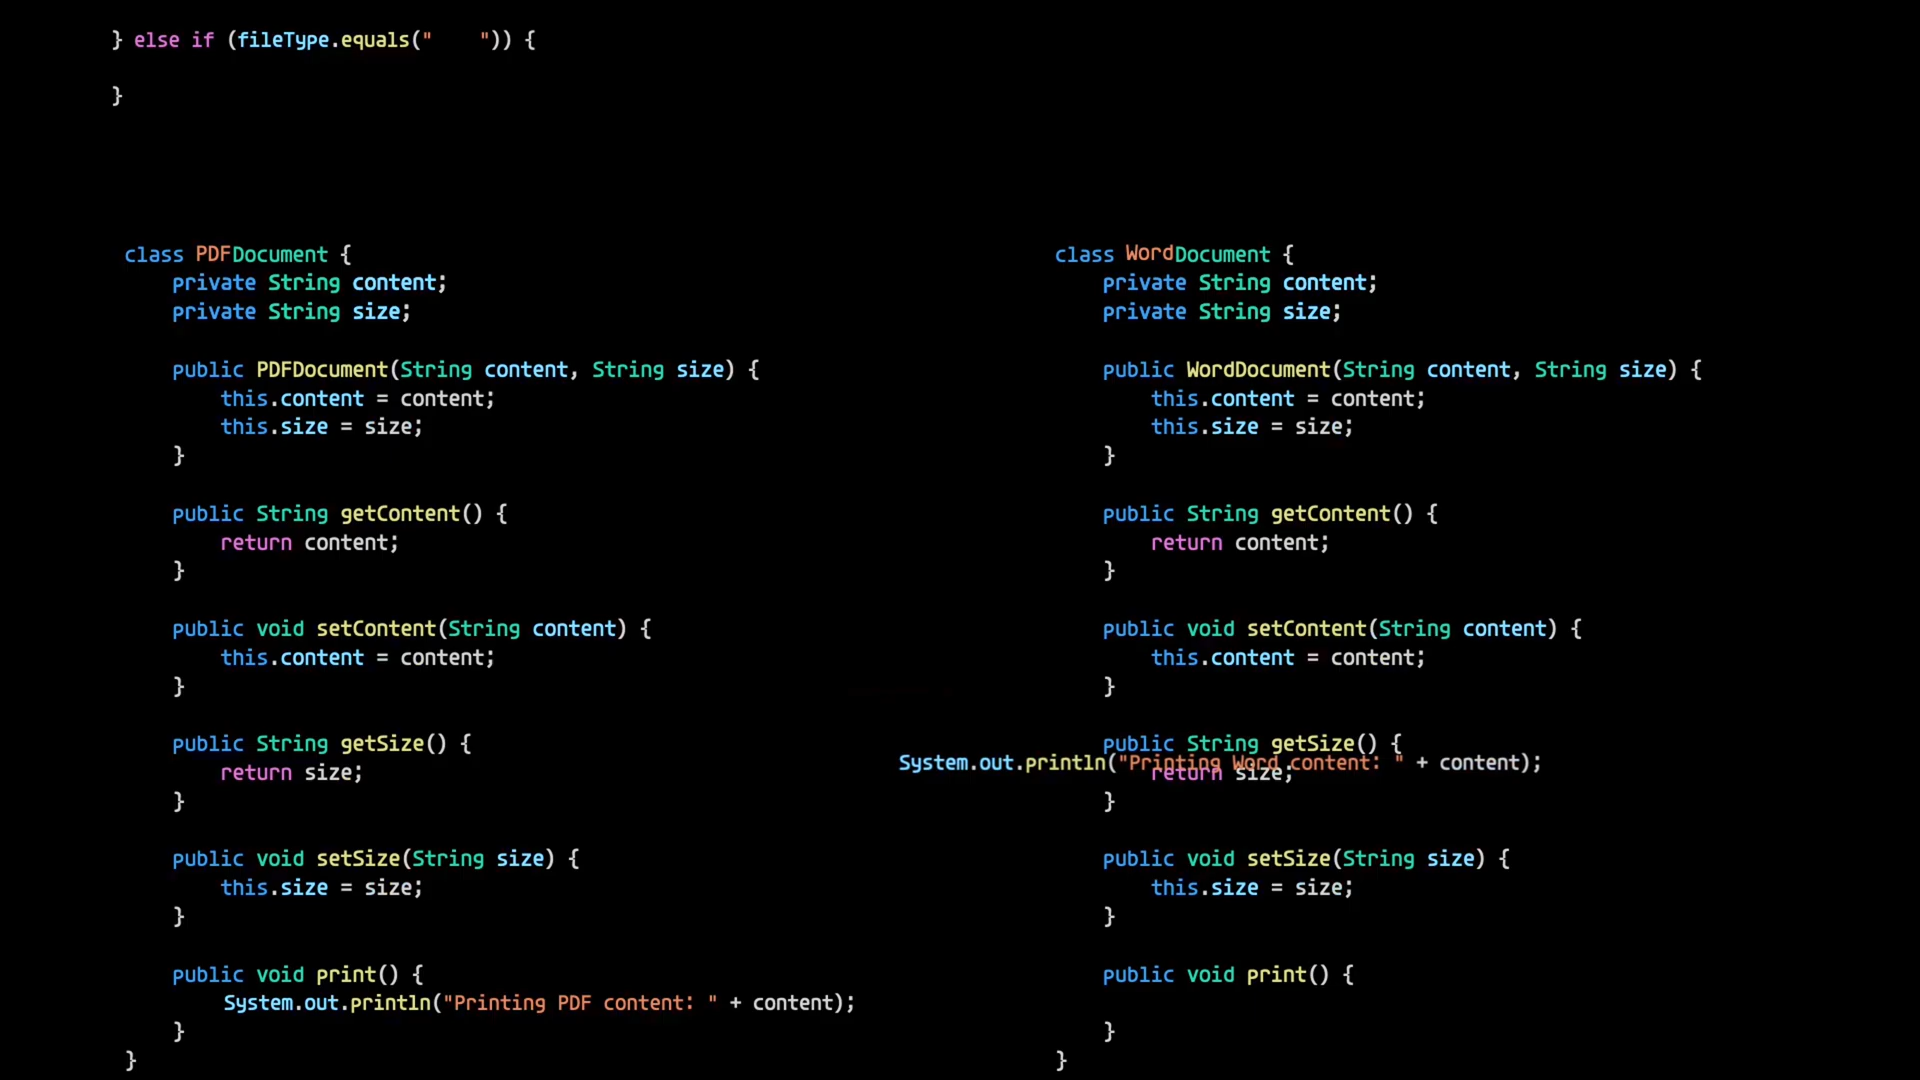 } else if (fileType.equals("    ")) {
}
class PDFDocument {
    private String content;
    private String size;
    public PDFDocument(String content, String size) {
        this.content = content;
        this.size = size;
    }
    public String getContent() {
        return content;
    }
    public void setContent(String content) {
        this.content = content;
    }
    public String getSize() {
        return size;
    }
    public void setSize(String size) {
        this.size = size;
    }
    public void print() {
        System.out.println("Printing PDF content: " + content);
    }
}
class WordDocument {
    private String content;
    private String size;
    public WordDocument(String content, String size) {
        this.content = content;
        this.size = size;
    }
    public String getContent() {
        return content;
    }
    public void setContent(String content) {
        this.content = content;
    }
    public String getSize() {
System.out.println("Printing Word content: " + content);
        return size;
    }
    public void setSize(String size) {
        this.size = size;
    }
    public void print() {
    }
}